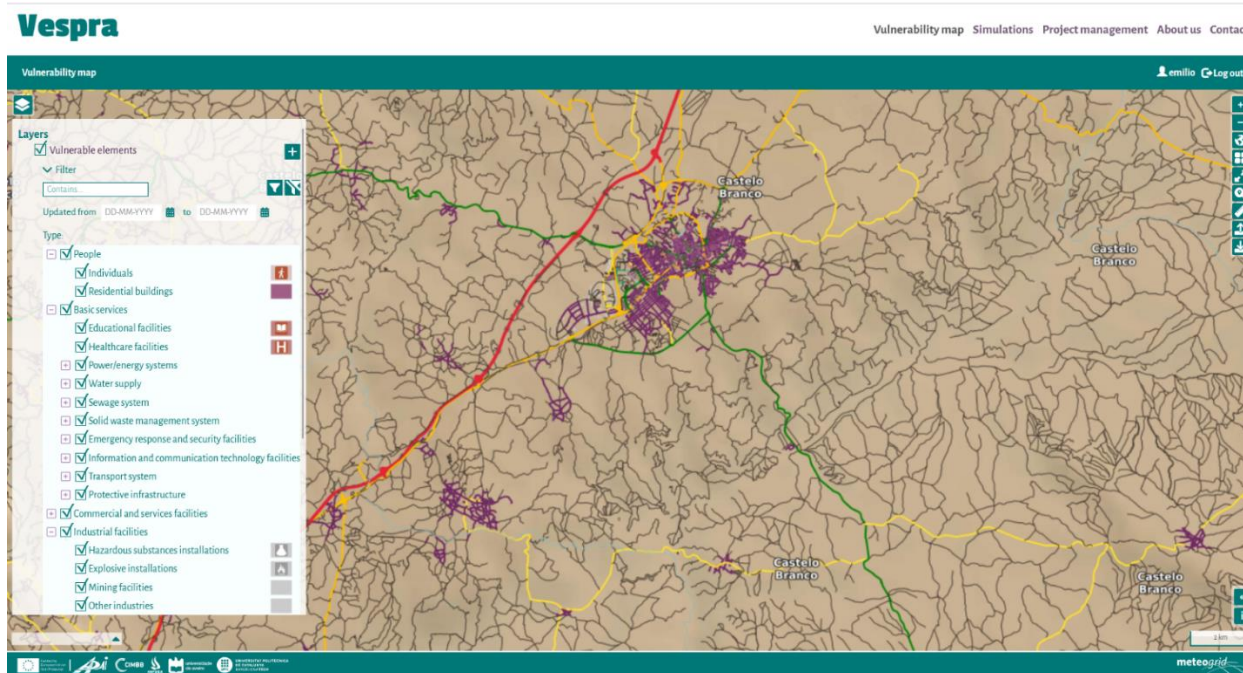 Vespra
Vulnerability map Simulations Project management About us Contac
Vulnerability map
emilio Log out
Layers
Vulnerable elements
Filter
Contains...
Updated from DD-MM-YYYY to DD-MM-YYYY
Type
People
Individuals
Residential buildings
Basic services
Educational facilities
Healthcare facilities
H
Power/energy systems
Water supply
Sewage system
Solid waste management system
Emergency response and security facilities
Information and communication technology facilities
Transport system
Protective infrastructure
Commercial and services facilities
Industrial facilities
Hazardous substances installations
Explosive installations
Mining facilities
Other industries
Castelo
Branco
Castelo
Branco
Castelo
Branco
Castelo
Branco
2 km
CIMBB
meteogrid